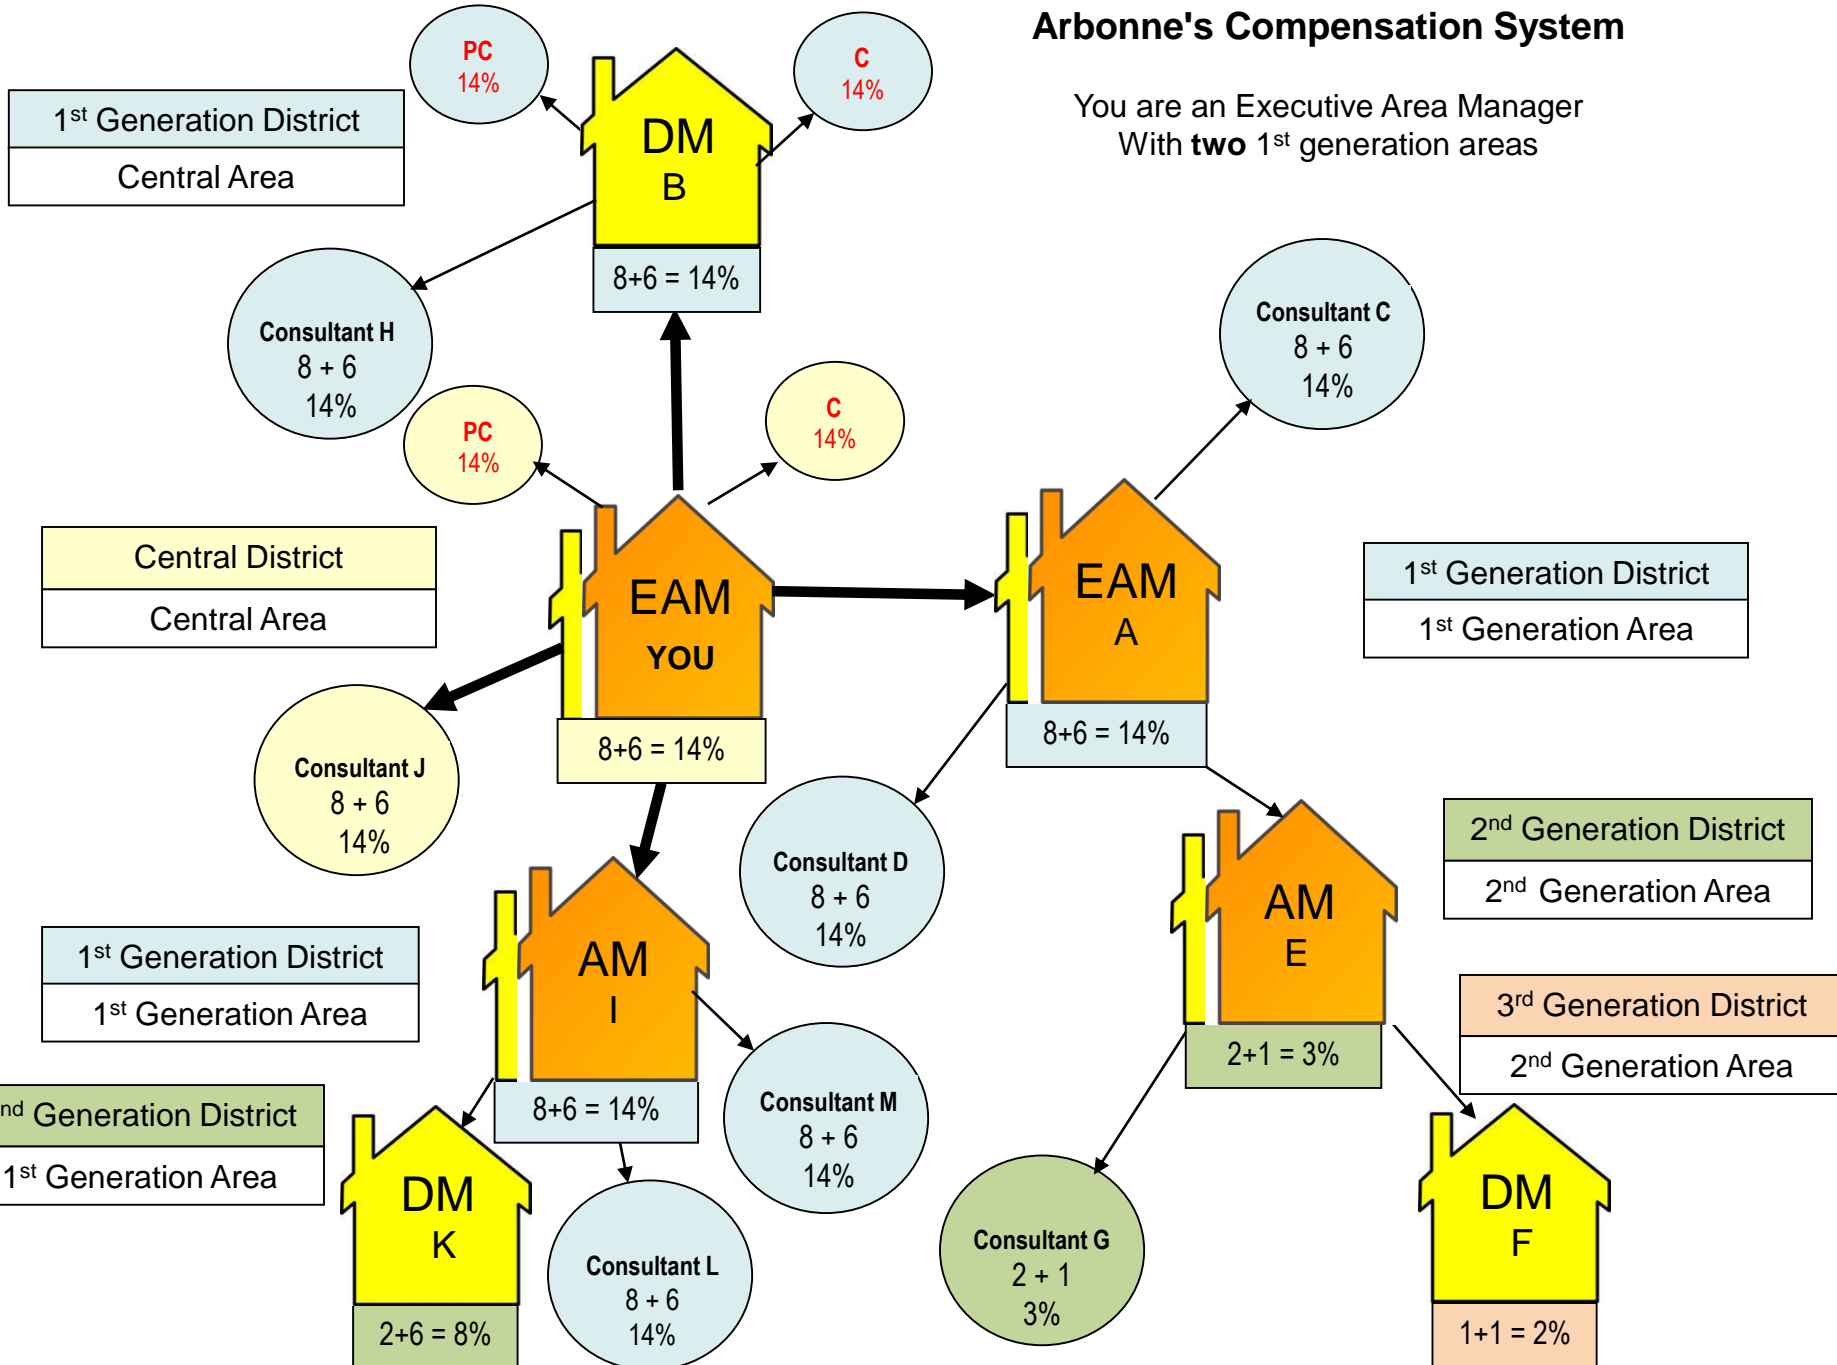 Arbonne's Compensation System
You are an Executive Area Manager
With two 1st generation areas
PC
14%
C
14%
DM
B
8+6 = 14%
1st Generation District
Central Area
Consultant H
8 + 6
14%
Consultant C
8 + 6
14%
PC
14%
C
14%
Central District
Central Area
EAM
YOU
8+6 = 14%
EAM
A
8+6 = 14%
1st Generation District
1st Generation Area
Consultant J
8 + 6
14%
Consultant D
8 + 6
14%
2nd Generation District
2nd Generation Area
AM
E
2+1 = 3%
1st Generation District
1st Generation Area
AM
I
8+6 = 14%
3rd Generation District
2nd Generation Area
Consultant M
8 + 6
14%
nd Generation District
1st Generation Area
DM
K
2+6 = 8%
Consultant L
8 + 6
14%
Consultant G
2 + 1
3%
DM
F
1+1 = 2%